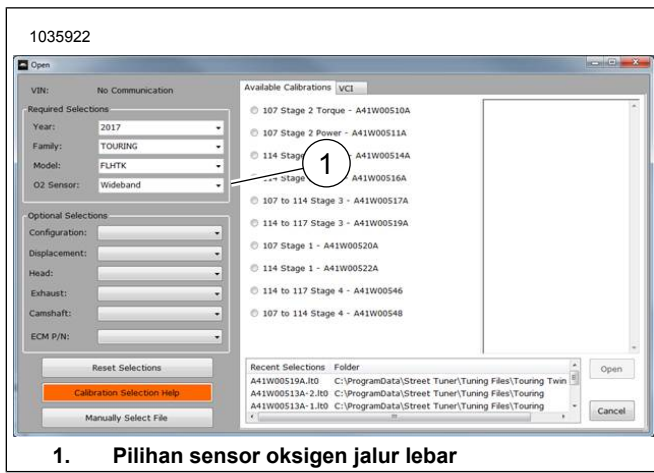 1035922
Open
VIN: No Communication
Required Selections
Year: 2017
Family: TOURING
Model: FLHTK
O2 Sensor: Wideband
Optional Selections
Configuration:
Displacement:
Head:
Exhaust:
Camshaft:
ECM P/N:
Reset Selections
Calibration Selection Help
Manually Select File
Available Calibrations VCI
107 Stage 2 Torque - A41W00510A
107 Stage 2 Power - A41W00511A
114 Stage - A41W00514A
Stage A41W00516A
107 to 114 Stage 3 - A41W00517A
114 to 117 Stage 3 - A41W00519A
107 Stage 1 - A41W00520A
114 Stage 1 - A41W00522A
114 to 117 Stage 4 - A41W00546
107 to 114 Stage 4 - A41W00548
1
Recent Selections Folder
A41W00519A.lt0 C:\ProgramData\Street Tuner\Tuning Files\Touring Twin
A41W00513A-2.lt0 C:\ProgramData\Street Tuner\Tuning Files\Touring
A41W00513A-1.lt0 C:\ProgramData\Street Tuner\Tuning Files\Touring
Open
Cancel
1. Pilihan sensor oksigen jalur lebar